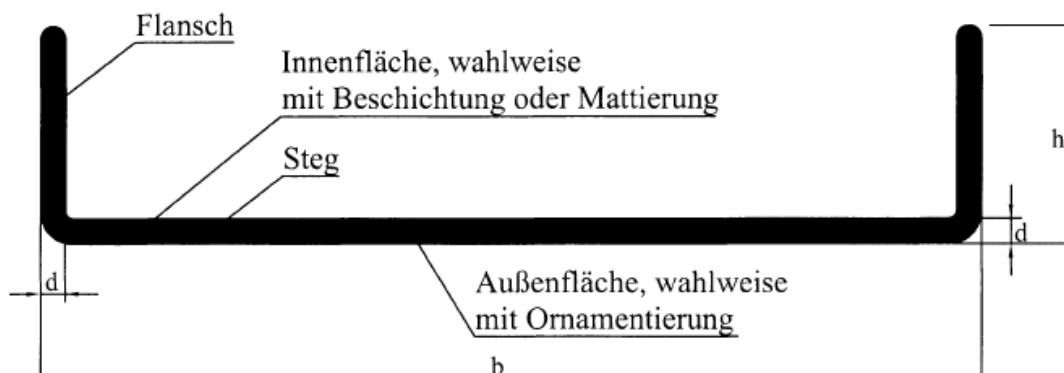 Flansch
Innenfläche, wahlweise
mit Beschichtung oder Mattierung
h
Steg
d
d
Außenfläche, wahlweise
mit Ornamentierung
b